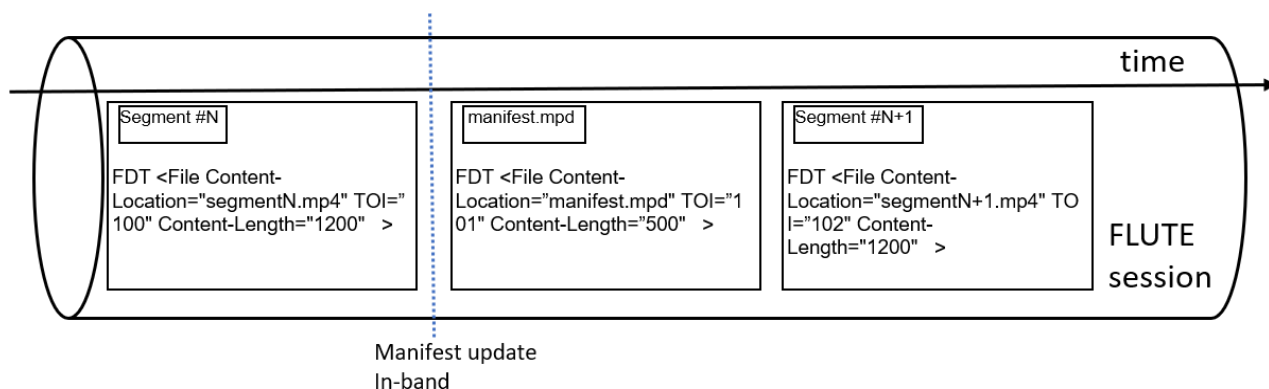 time
Segment #N
FDT <File Content-
Location="segmentN.mp4" TOI="
100" Content-Length="1200" >
manifest.mpd
FDT <File Content-
Location=”manifest.mpd” TOI=”1
01" Content-Length=”500" >
Segment #N+1
FDT <File Content-
Location="segmentN+1.mp4" TO
I=”102" Content-
Length="1200" >
FLUTE
session
Manifest update
In-band